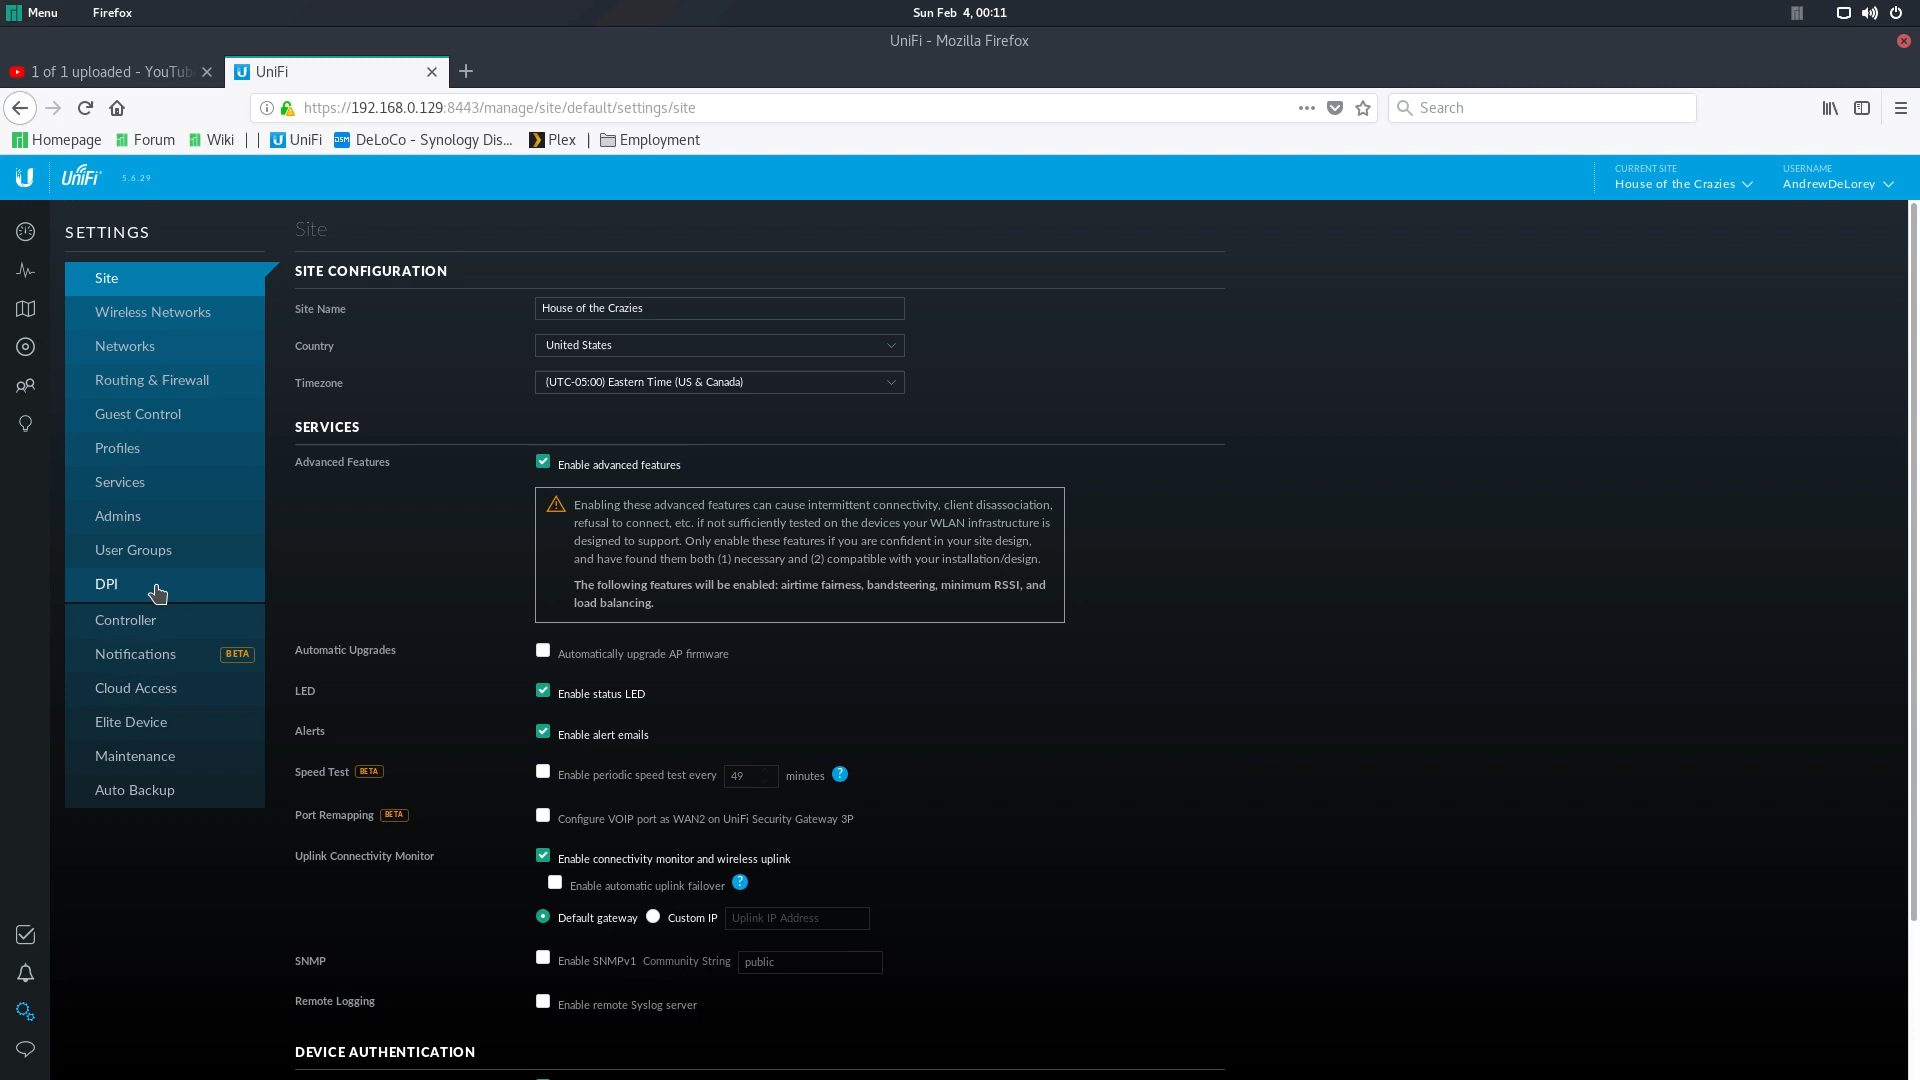 Menu
Firefox
Sun Feb 4, 00:11
UniFi - Mozilla Firefox
1 of 1 uploaded - YouTub
UniFi
https://192.168.0.129:8443/manage/site/default/settings/site
Search
Homepage
Forum
Wiki
| |
UniFi
DSM
DeLoCo - Synology Dis...
Plex
|
Employment
U
UniFi
5.6.29
CURRENT SITE
House of the Crazies
USERNAME
AndrewDeLorey
SETTINGS
Site
Wireless Networks
Networks
Routing & Firewall
Guest Control
Profiles
Services
Admins
User Groups
DPI
Controller
Notifications BETA
Cloud Access
Elite Device
Maintenance
Auto Backup
Site
SITE CONFIGURATION
Site Name House of the Crazies
Country United States
Timezone (UTC-05:00) Eastern Time (US & Canada)
SERVICES
Advanced Features Enable advanced features
Enabling these advanced features can cause intermittent connectivity, client disassociation,
refusal to connect, etc. if not sufficiently tested on the devices your WLAN infrastructure is
designed to support. Only enable these features if you are confident in your site design,
and have found them both (1) necessary and (2) compatible with your installation/design.
The following features will be enabled: airtime fairness, bandsteering, minimum RSSI, and
load balancing.
Automatic Upgrades Automatically upgrade AP firmware
LED Enable status LED
Alerts Enable alert emails
Speed Test BETA Enable periodic speed test every 49 minutes ?
Port Remapping BETA Configure VOIP port as WAN2 on UniFi Security Gateway 3P
Uplink Connectivity Monitor Enable connectivity monitor and wireless uplink
Enable automatic uplink failover ?
Default gateway Custom IP Uplink IP Address
SNMP Enable SNMPv1 Community String public
Remote Logging Enable remote Syslog server
DEVICE AUTHENTICATION